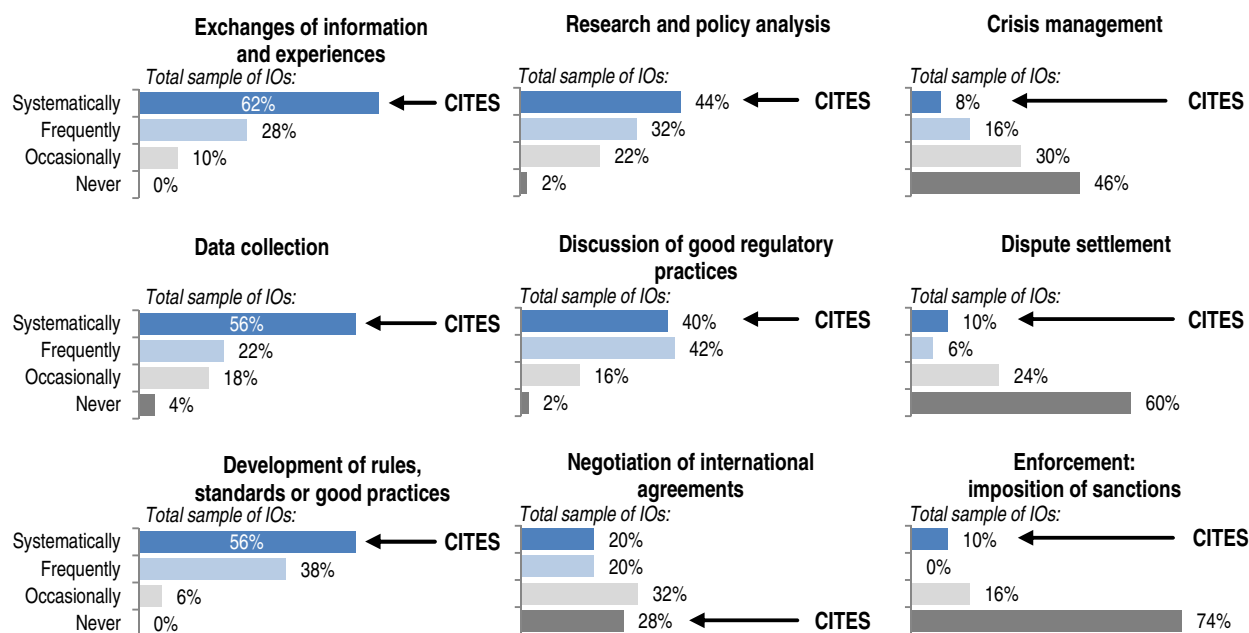 Exchanges of information
and experiences
Total sample of IOs:
Systematically 62% CITES
Frequently 28%
Occasionally 10%
Never 0%
Research and policy analysis
Total sample of IOs:
44% CITES
32%
22%
2%
Crisis management
Total sample of IOs:
8% CITES
16%
30%
46%
Data collection
Total sample of IOs:
Systematically 56% CITES
Frequently 22%
Occasionally 18%
Never 4%
Discussion of good regulatory
practices
Total sample of IOs:
40% CITES
42%
16%
2%
Dispute settlement
Total sample of IOs:
10% CITES
6%
24%
60%
Development of rules,
standards or good practices
Total sample of IOs:
Systematically 56% CITES
Frequently 38%
Occasionally 6%
Never 0%
Negotiation of international
agreements
Total sample of IOs:
20%
20%
32%
28% CITES
Enforcement:
imposition of sanctions
Total sample of IOs:
10% CITES
0%
16%
74%